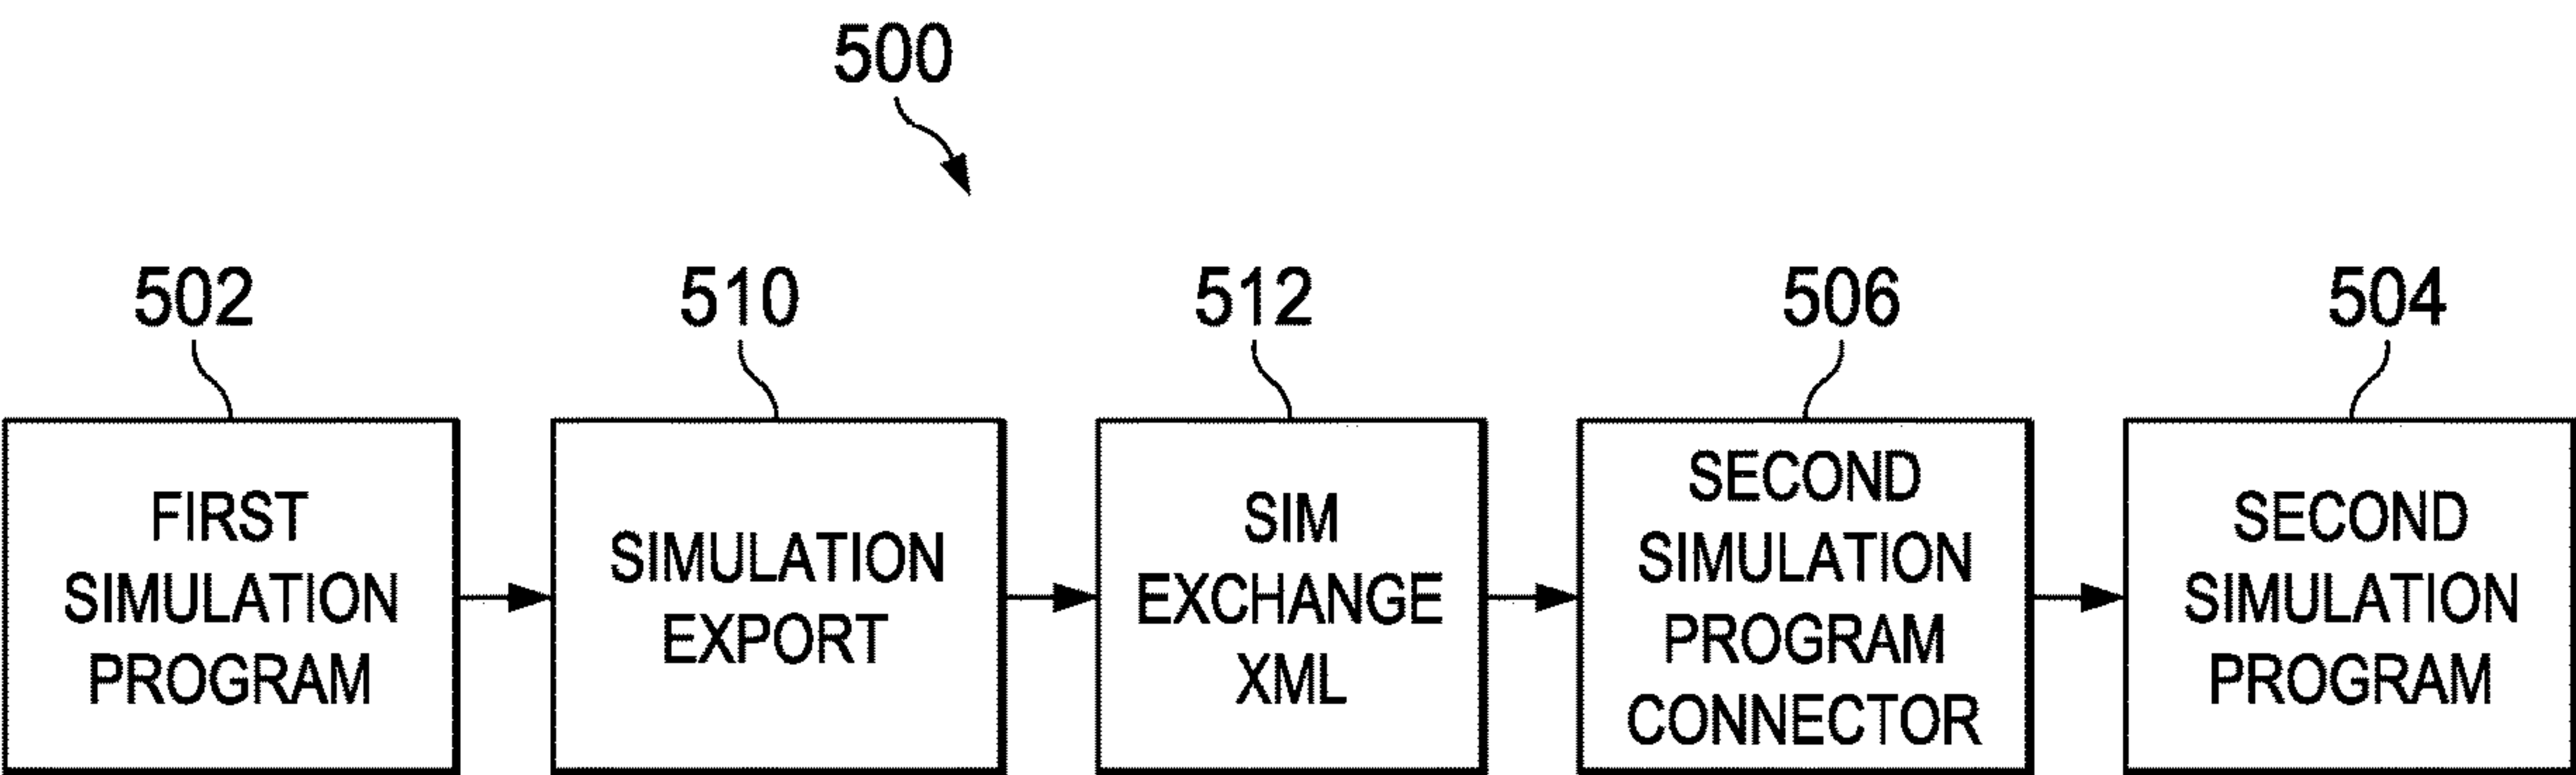 500
502
510
512
506
504
FIRST
SIMULATION
PROGRAM
SIMULATION
EXPORT
SIM
EXCHANGE
XML
SECOND
SIMULATION
PROGRAM
CONNECTOR
SECOND
SIMULATION
PROGRAM